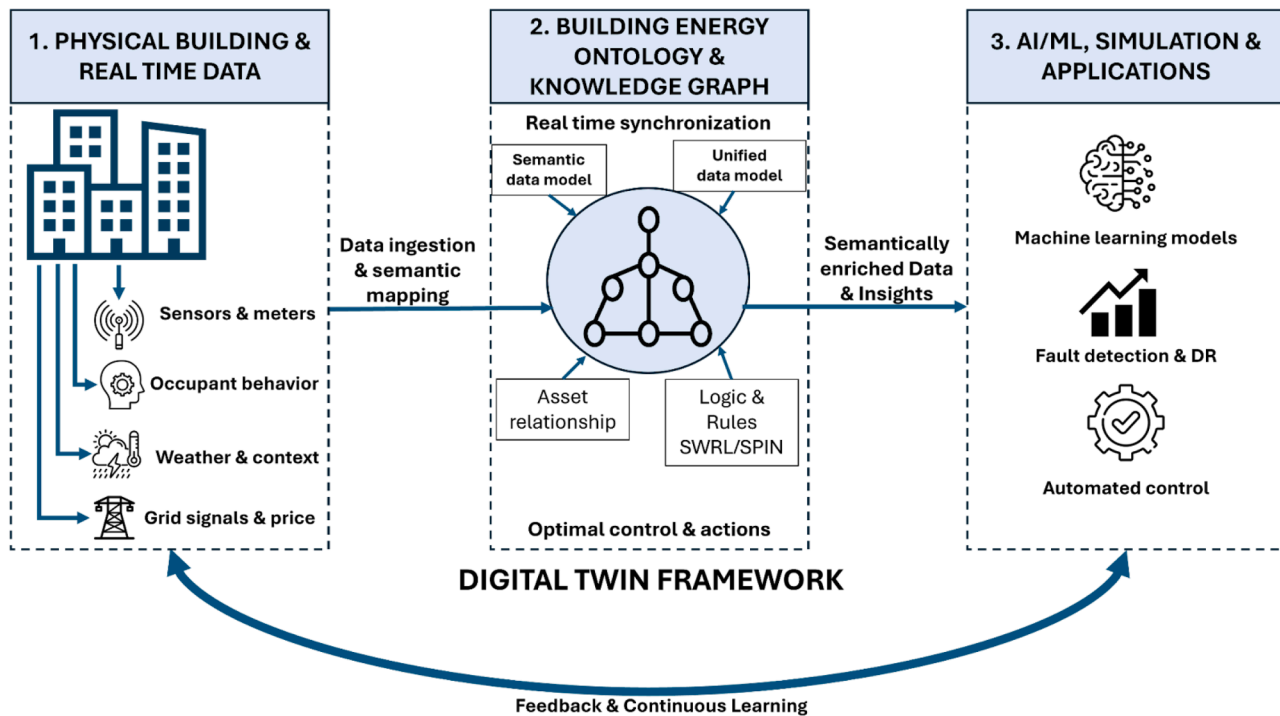 1. PHYSICAL BUILDING &
REAL TIME DATA
Sensors & meters
Occupant behavior
Weather & context
Grid signals & price
Data ingestion
& semantic
mapping
2. BUILDING ENERGY
ONTOLOGY &
KNOWLEDGE GRAPH
Real time synchronization
Semantic
data model
Unified
data model
Asset
relationship
Logic &
Rules
SWRL/SPIN
Optimal control & actions
Semantically
enriched Data
& Insights
3. AI/ML, SIMULATION &
APPLICATIONS
Machine learning models
Fault detection & DR
Automated control
DIGITAL TWIN FRAMEWORK
Feedback & Continuous Learning